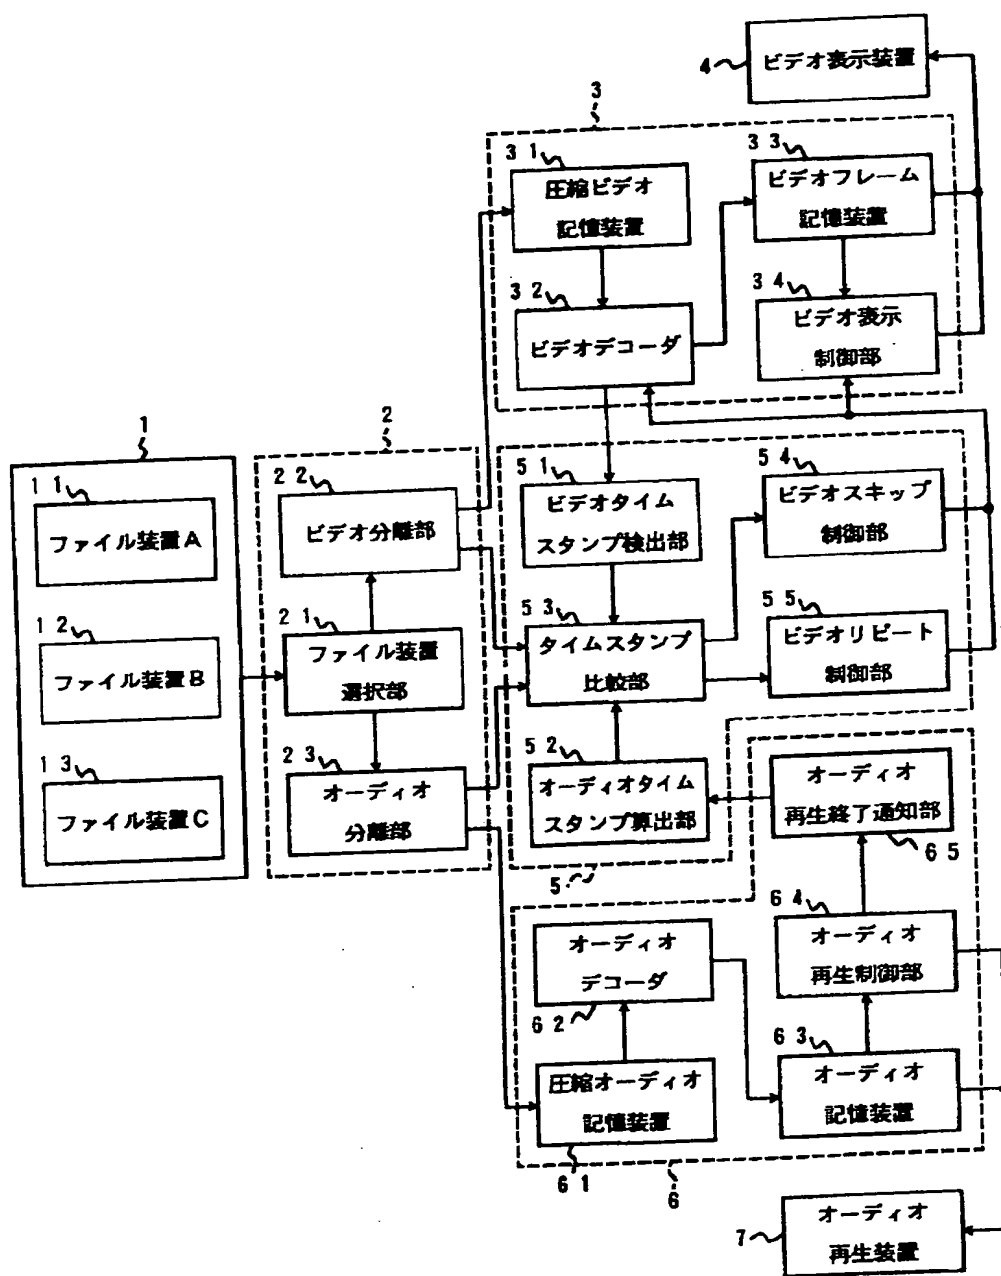 4
ビデオ表示装置
3
3 1
圧縮ビデオ
記憶装置
3 3
ビデオフレーム
記憶装置
3 2
ビデオデコーダ
3 4
ビデオ表示
制御部
1
1 1
ファイル装置A
1 2
ファイル装置B
1 3
ファイル装置C
2
2 2
ビデオ分離部
2 1
ファイル装置
選択部
2 3
オーディオ
分離部
5 1
ビデオタイム
スタンプ検出部
5 4
ビデオスキップ
制御部
5 3
タイムスタンプ
比較部
5 5
ビデオリピート
制御部
5 2
オーディオタイム
スタンプ算出部
5
オーディオ
再生終了通知部
6 5
6 4
オーディオ
再生制御部
オーディオ
デコーダ
6 2
6 3
オーディオ
記憶装置
圧縮オーディオ
記憶装置
6 1
6
7
オーディオ
再生装置